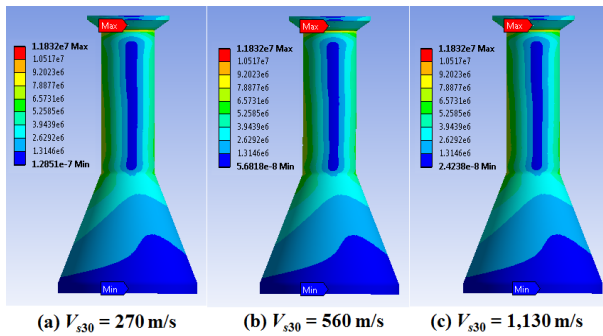 Max
1.1832e7 Max
1.0517e7
9.2023e6
7.8877e6
6.5731e6
5.2585e6
3.9439e6
2.6292e6
1.3146e6
1.2851e-7 Min
Min
(a) Vs30 = 270 m/s
Max
1.1832e7 Max
1.0517e7
9.2023e6
7.8877e6
6.5731e6
5.2585e6
3.9439e6
2.6292e6
1.3146e6
5.6818e-8 Min
Min
(b) Vs30 = 560 m/s
Max
1.1832e7 Max
1.0517e7
9.2023e6
7.8877e6
6.5731e6
5.2585e6
3.9439e6
2.6292e6
1.3146e6
2.4238e-8 Min
Min
(c) Vs30 = 1,130 m/s